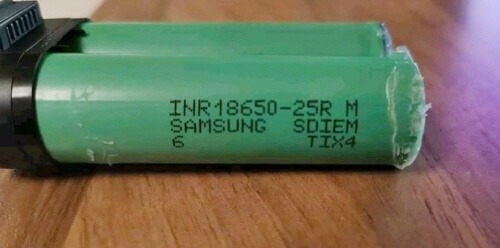 INR18650-25R M
SAMSUNG SDIEM
6 TIX4